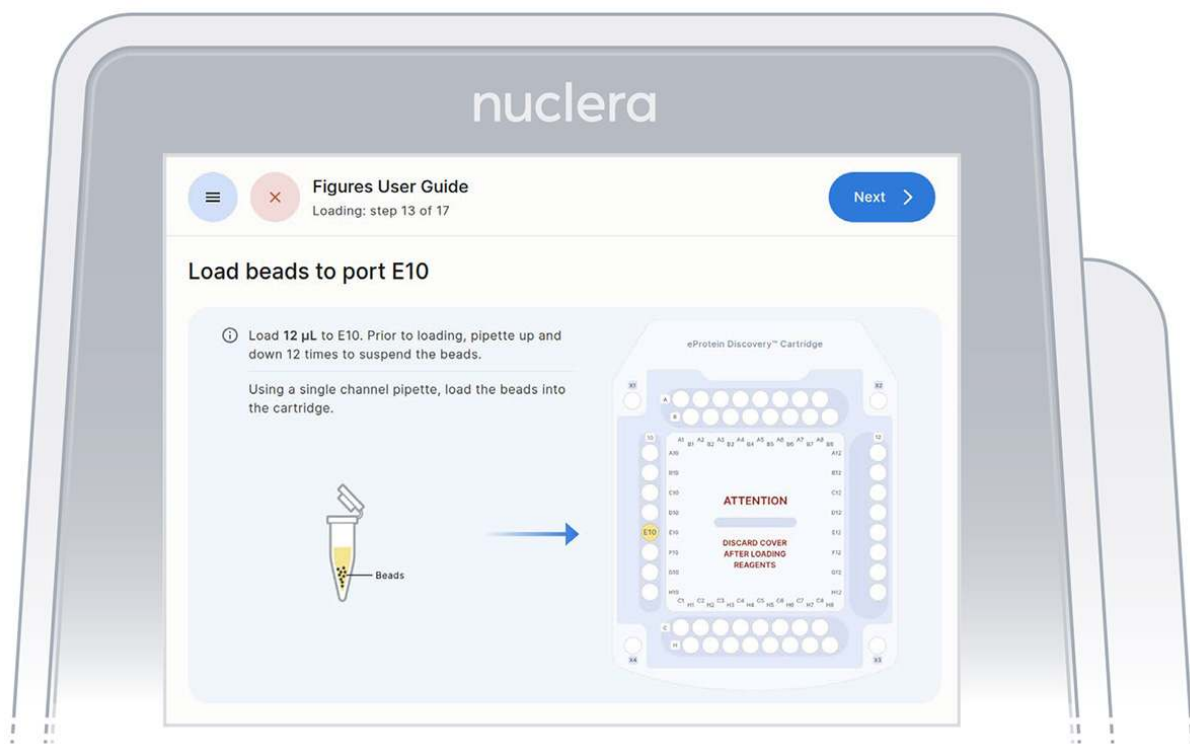 nuclera
Figures User Guide
Loading: step 13 of 17
Next
Load beads to port E10
Load 12 µL to E10. Prior to loading, pipette up and
down 12 times to suspend the beads.
Using a single channel pipette, load the beads into
the cartridge.
Beads
eProtein Discovery™ Cartridge
X1
X2
A
B
10
12
A1 A2 A3 A4 A5 A6 A7 A8
B1 B2 B3 B4 B5 B6 B7 B8
A10 A12
B10 B12
C10 C12
D10 D12
E10 E10 E12
F10 F12
G10 G12
H10 H12
ATTENTION
DISCARD COVER
AFTER LOADING
REAGENTS
C1 C2 C3 C4 C5 C6 C7 C8
H1 H2 H3 H4 H5 H6 H7 H8
C
H
X4
X3